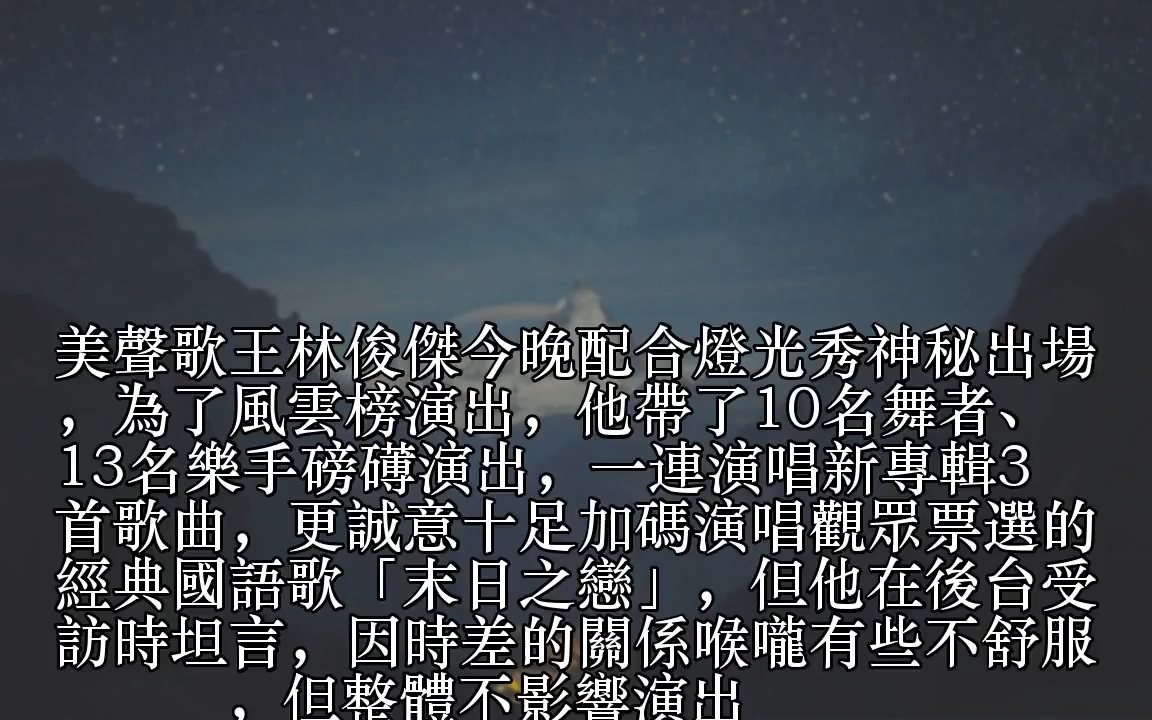 美聲歌王林俊傑今晚配合燈光秀神秘出場
，為了風雲榜演出，他帶了10名舞者、
13名樂手磅礡演出，一連演唱新專輯3
首歌曲，更誠意十足加碼演唱觀眾票選的
經典國語歌「末日之戀」，但他在後台受
訪時坦言，因時差的關係喉嚨有些不舒服
，但整體不影響演出